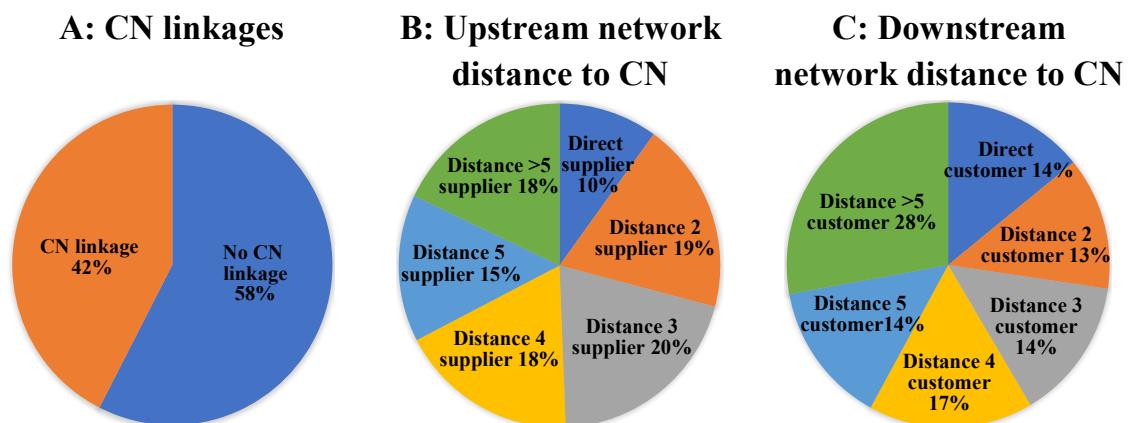 A: CN linkages
CN linkage
42%
No CN
linkage
58%
B: Upstream network
distance to CN
Direct
supplier
10%
Distance 2
supplier 19%
Distance 3
supplier 20%
Distance 4
supplier 18%
Distance 5
supplier 15%
Distance >5
supplier 18%
C: Downstream
network distance to CN
Direct
customer 14%
Distance 2
customer 13%
Distance 3
customer
14%
Distance 4
customer
17%
Distance 5
customer14%
Distance >5
customer 28%